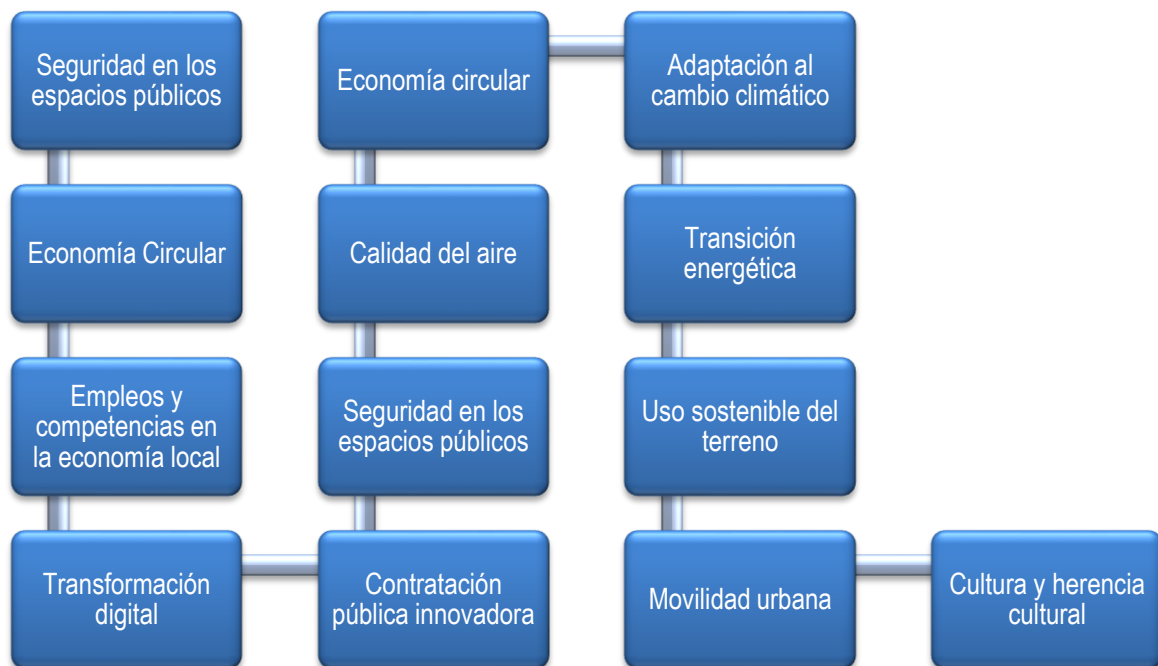 Seguridad en los
espacios públicos
Economía Circular
Empleos y
competencias en
la economía local
Transformación
digital
Contratación
pública innovadora
Seguridad en los
espacios públicos
Calidad del aire
Economía circular
Adaptación al
cambio climático
Transición
energética
Uso sostenible del
terreno
Movilidad urbana
Cultura y herencia
cultural